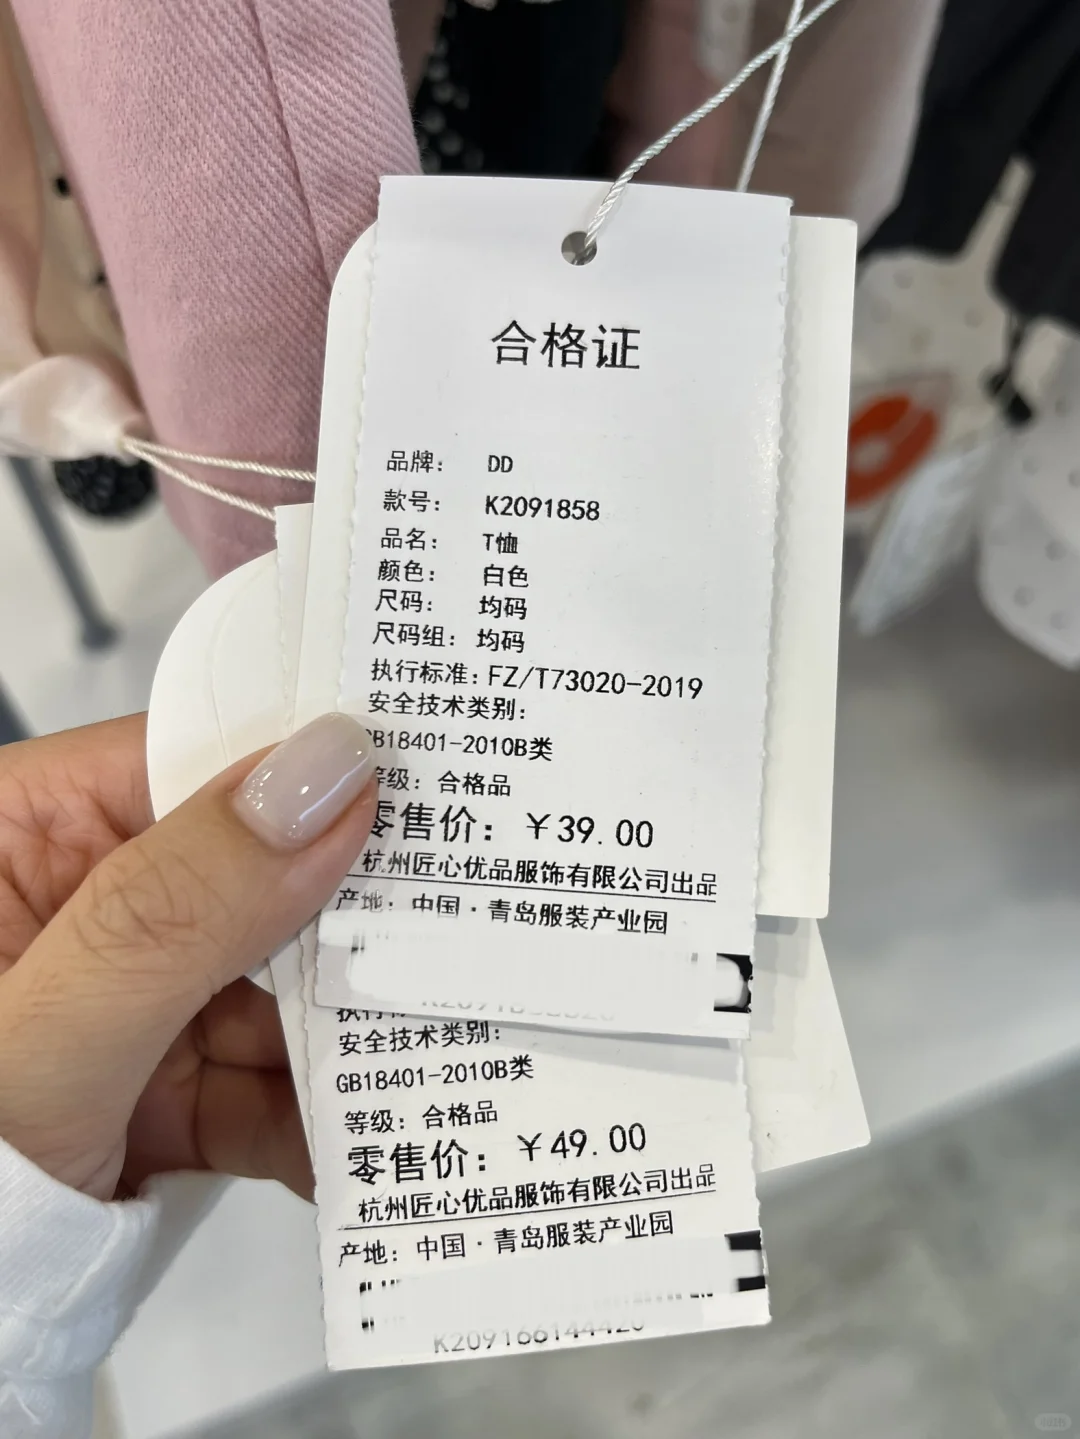 合格证
品牌： DD
款号： K2091858
品名： T恤
颜色： 白色
尺码： 均码
尺码组： 均码
执行标准：FZ/T73020-2019
安全技术类别：
GB18401-2010B类
等级：合格品
零售价：￥39.00
杭州匠心优品服饰有限公司出品
产地：中国·青岛服装产业园
安全技术类别：
GB18401-2010B类
等级：合格品
零售价：￥49.00
杭州匠心优品服饰有限公司出品
产地：中国·青岛服装产业园
K209166144420